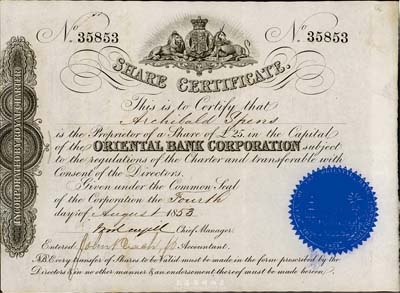 Nº 35853 Nº 35853
SHARE CERTIFICATE.
This is to Certify that
Archibald Spens
is the Proprietor of a Share of £25, in the Capital
of the ORIENTAL BANK CORPORATION subject
to the regulations of the Charter and transferable with
Consent of the Directors.
Given under the Common Seal
of the Corporation the Fourth
day of August 1853.
Chief Manager.
Entered Accountant.
NB. Every transfer of Shares to be Valid must be made in the form prescribed by the
Directors & in no other manner & an endorsement thereof must be made hereon.
INCORPORATED BY ROYAL CHARTER